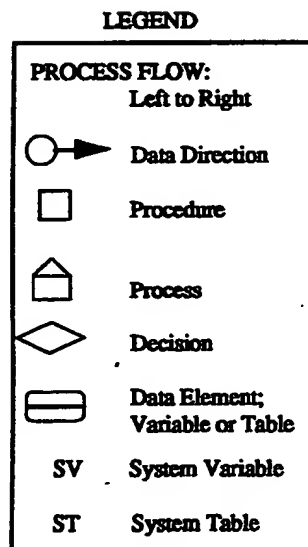 LEGEND
PROCESS FLOW:
Left to Right
Data Direction
Procedure
Process
Decision
Data Element;
Variable or Table
SV System Variable
ST System Table